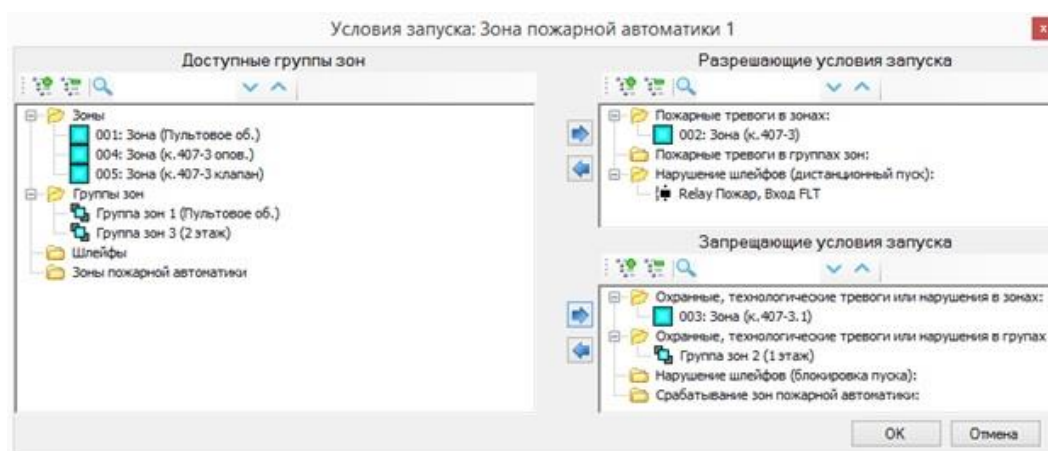 Условия запуска: Зона пожарной автоматики 1
x
Доступные группы зон
Зоны
001: Зона (Пультовое об.)
004: Зона (к.407-3 опов.)
005: Зона (к.407-3 клапан)
Группы зон
Группа зон 1 (Пультовое об.)
Группа зон 3 (2 этаж)
Шлейфы
Зоны пожарной автоматики
Разрешающие условия запуска
Пожарные тревоги в зонах:
002: Зона (к.407-3)
Пожарные тревоги в группах зон:
Нарушение шлейфов (дистанционный пуск):
Relay Пожар, Вход FLT
Запрещающие условия запуска
Охранные, технологические тревоги или нарушения в зонах:
003: Зона (к.407-3.1)
Охранные, технологические тревоги или нарушения в групах
Группа зон 2 (1 этаж)
Нарушение шлейфов (блокировка пуска):
Срабатывание зон пожарной автоматики:
OK
Отмена